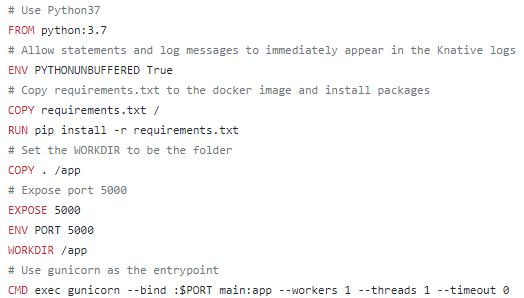 # Use Python37
FROM python:3.7
# Allow statements and log messages to immediately appear in the Knative logs
ENV PYTHONUNBUFFERED True
# Copy requirements.txt to the docker image and install packages
COPY requirements.txt /
RUN pip install -r requirements.txt
# Set the WORKDIR to be the folder
COPY . /app
# Expose port 5000
EXPOSE 5000
ENV PORT 5000
WORKDIR /app
# Use gunicorn as the entrypoint
CMD exec gunicorn --bind :$PORT main:app --workers 1 --threads 1 --timeout 0